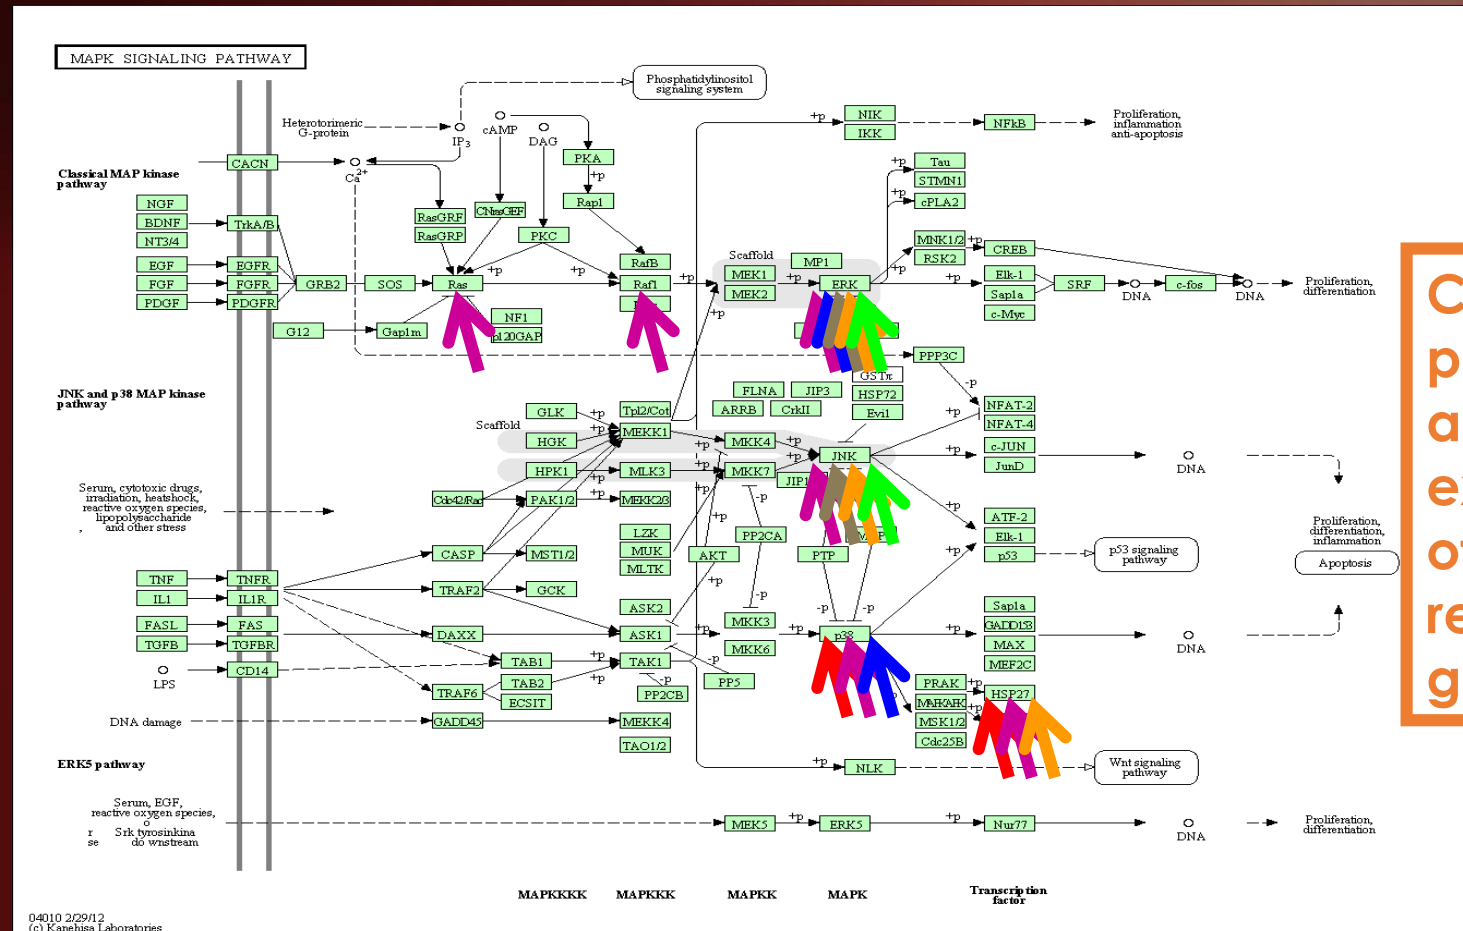 MAPK SIGNALING PATHWAY
Phosphatidylinositol
signaling system
Heterotorimeric
G-protein
IP3
cAMP
DAG
Ca2+
CACN
PKA
+p
Rap1
+p
NIK
IKK
NFkB
Proliferation,
inflammation
anti-apoptosis
Classical MAP kinase
pathway
NGF
BDNF
NT3/4
EGF
FGF
PDGF
TrkA/B
EGFR
FGFR
PDGFR
GRB2
SOS
RasGRF
RasGRP
PKC
Ras
+p
+p
RafB
Raf1
+p
G12
Gap1m
NF1
p120GAP
Scaffold
MEK1
MEK2
+p
MP1
ERK
+p
+p
+p
Tau
STMN1
cPLA2
MNK1/2
RSK2
+p
CREB
+p
Elk-1
Sap1a
c-Myc
SRF
DNA
c-fos
DNA
Proliferation,
differentiation
PPP3C
-p
JNK and p38 MAP kinase
pathway
FLNA
JIP3
ARRB
CrkII
GSTπ
HSP72
Evi1
NFAT-2
NFAT-4
c-JUN
JunD
DNA
Scaffold
GLK
HGK
HPK1
+p
+p
+p
+p
Tpl2/Cot
MEKK1
MLK3
MEKK2/3
+p
+p
MKK4
MKK7
+p
+p
JNK
JIP1
+p
+p
+p
Serum, cytotoxic drugs,
irradiation, heatshock,
reactive oxygen species,
lipopolysaccharide
, and other stress
Cdc42/Rac
PAK1/2
LZK
MUK
MLTK
-p
PP2CA
AKT
+p
PTP
ATF-2
Elk-1
p53
p53 signaling
pathway
Proliferation,
differentiation,
inflammation
Apoptosis
CASP
MST1/2
TRAF2
GCK
TNF
IL1
FASL
TGFB
LPS
TNFR
IL1R
FAS
TGFBR
CD14
DAXX
ASK2
ASK1
TAK1
+p
-p
-p
MKK3
MKK6
+p
-p
-p
p38
+p
Sap1a
GADD153
MAX
MEF2C
DNA
TAB1
TAB2
ECSIT
+p
+p
-p
PP2CB
PP5
TRAF6
PRAK
MAPKAPK
MSK1/2
Cdc25B
+p
+p
HSP27
DNA damage
GADD45
MEKK4
TAO1/2
+p
NLK
Wnt signaling
pathway
ERK5 pathway
Serum, EGF,
reactive oxygen species,
o
r Srk tyrosinkina
se do wnstream
MEK5
+p
ERK5
+p
Nur77
DNA
Proliferation,
differentiation
MAPKKKK
MAPKKK
MAPKK
MAPK
Transcription
factor
04010 2/29/12
(c) Kanehisa Laboratories
C
p
a
e
o
re
g